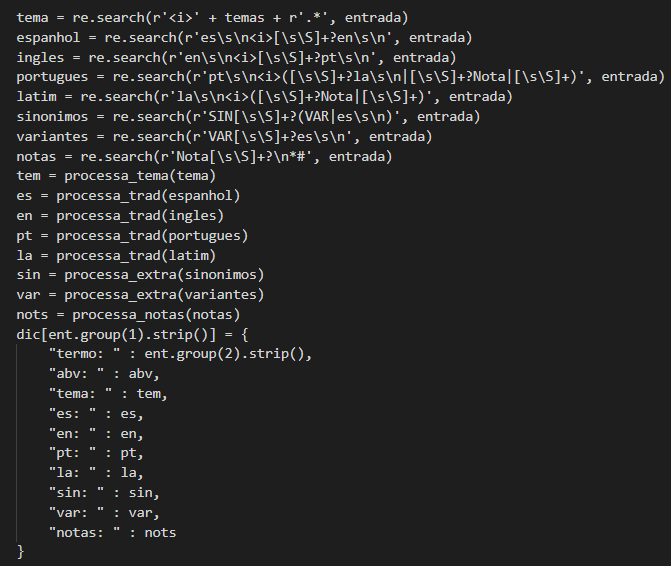 tema = re.search(r'<i>' + temas + r'.*', entrada)
espanhol = re.search(r'es\s\n<i>[\s\S]+?en\s\n', entrada)
ingles = re.search(r'en\s\n<i>[\s\S]+?pt\s\n', entrada)
portugues = re.search(r'pt\s\n<i>([\s\S]+?la\s\n|[\s\S]+?Nota|[\s\S]+)', entrada)
latim = re.search(r'la\s\n<i>([\s\S]+?Nota|[\s\S]+)', entrada)
sinonimos = re.search(r'SIN[\s\S]+?(VAR|es\s\n)', entrada)
variantes = re.search(r'VAR[\s\S]+?es\s\n', entrada)
notas = re.search(r'Nota[\s\S]+?\n*#', entrada)
tem = processa_tema(tema)
es = processa_trad(espanhol)
en = processa_trad(ingles)
pt = processa_trad(portugues)
la = processa_trad(latim)
sin = processa_extra(sinonimos)
var = processa_extra(variantes)
nots = processa_notas(notas)
dic[ent.group(1).strip()] = {
    "termo: " : ent.group(2).strip(),
    "abv: " : abv,
    "tema: " : tem,
    "es: " : es,
    "en: " : en,
    "pt: " : pt,
    "la: " : la,
    "sin: " : sin,
    "var: " : var,
    "notas: " : nots
}